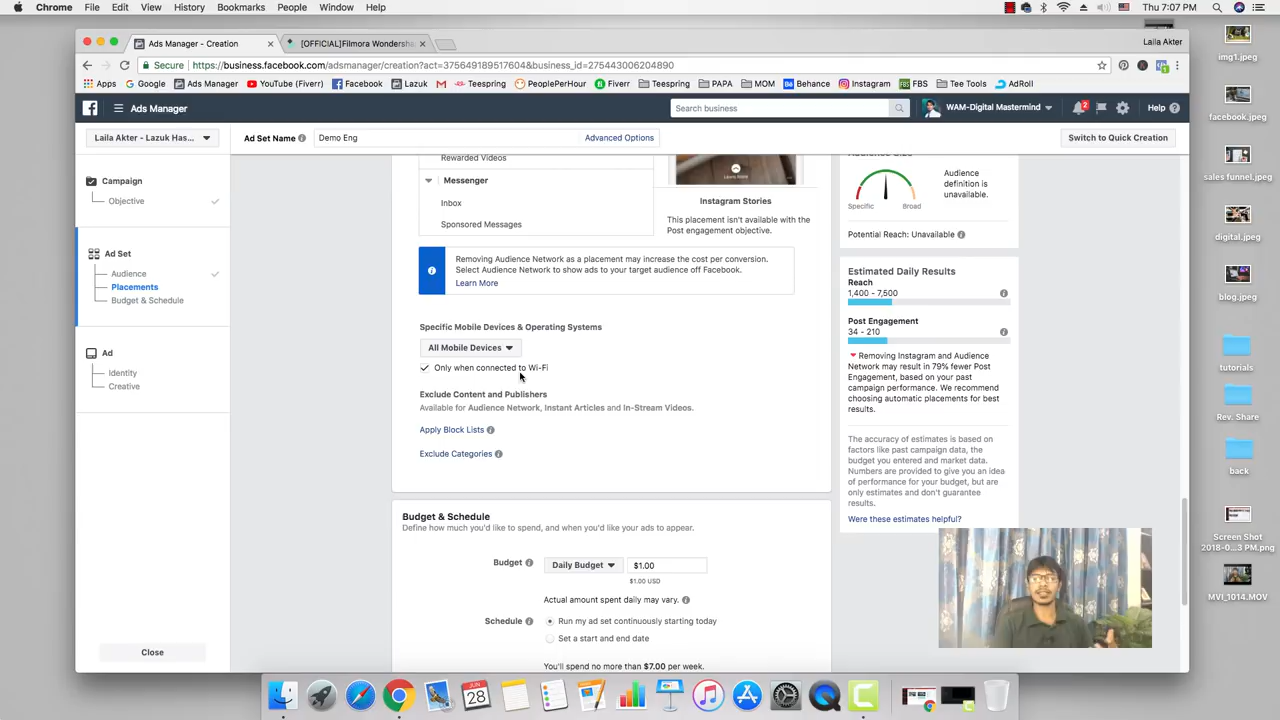 Chrome File Edit View History Bookmarks People Window Help
Thu 7:07 PM
Ads Manager - Creation
[OFFICIAL]Filmora Wondersha
Laila Akter
Secure https://business.facebook.com/adsmanager/creation?act=375649189517604&business_id=275443006204890
Apps Google Ads Manager YouTube (Fiverr) Facebook Lazuk Teespring PeoplePerHour Fiverr Teespring PAPA MOM Behance Instagram FBS Tee Tools AdRoll
Ads Manager
Search business
WAM-Digital Mastermind
2
Help
Laila Akter - Lazuk Has...
Ad Set Name
Demo Eng
Advanced Options
Switch to Quick Creation
Campaign
Objective
Ad Set
Audience
Placements
Budget & Schedule
Ad
Identity
Creative
Close
Rewarded Videos
Messenger
Inbox
Sponsored Messages
Learn More
Instagram Stories
This placement isn't available with the
Post engagement objective.
Removing Audience Network as a placement may increase the cost per conversion.
Select Audience Network to show ads to your target audience off Facebook.
Learn More
Specific Mobile Devices & Operating Systems
All Mobile Devices
Only when connected to Wi-Fi
Exclude Content and Publishers
Available for Audience Network, Instant Articles and In-Stream Videos.
Apply Block Lists
Exclude Categories
Budget & Schedule
Define how much you'd like to spend, and when you'd like your ads to appear.
Budget
Daily Budget
$1.00
$1.00 USD
Actual amount spent daily may vary.
Schedule
Run my ad set continuously starting today
Set a start and end date
You'll spend no more than $7.00 per week.
Audience Size
Specific
Broad
Audience
definition is
unavailable.
Potential Reach: Unavailable
Estimated Daily Results
Reach
1,400 - 7,500
Post Engagement
34 - 210
Removing Instagram and Audience
Network may result in 79% fewer Post
Engagement, based on your past
campaign performance. We recommend
choosing automatic placements for best
results.
The accuracy of estimates is based on
factors like past campaign data, the
budget you entered and market data.
Numbers are provided to give you an idea
of performance for your budget, but are
only estimates and don't guarantee
results.
Were these estimates helpful?
img1.jpeg
facebook.jpeg
sales funnel.jpeg
digital.jpeg
blog.jpeg
tutorials
Rev. Share
back
Screen Shot
2018-0...3 PM.png
MVI_1014.MOV
JUN
28